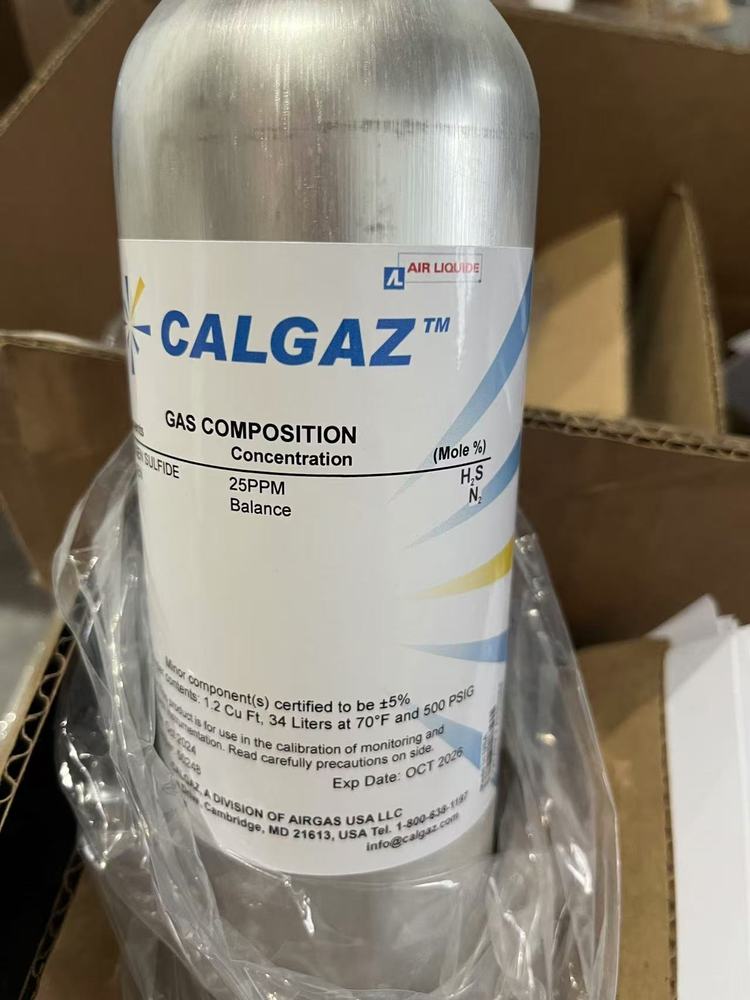 AIR LIQUIDE
CALGAZ™
GAS COMPOSITION
Concentration (Mole %)
SULFIDE 25PPM H₂S
Balance N₂
Minor component(s) certified to be ±5%
contents: 1.2 Cu Ft, 34 Liters at 70°F and 500 PSIG
product is for use in the calibration of monitoring and
Read carefully precautions on side.
Exp Date: OCT 2026
A DIVISION OF AIRGAS USA LLC
Cambridge, MD 21613, USA Tel. 1-800-638-1197
info@calgaz.com